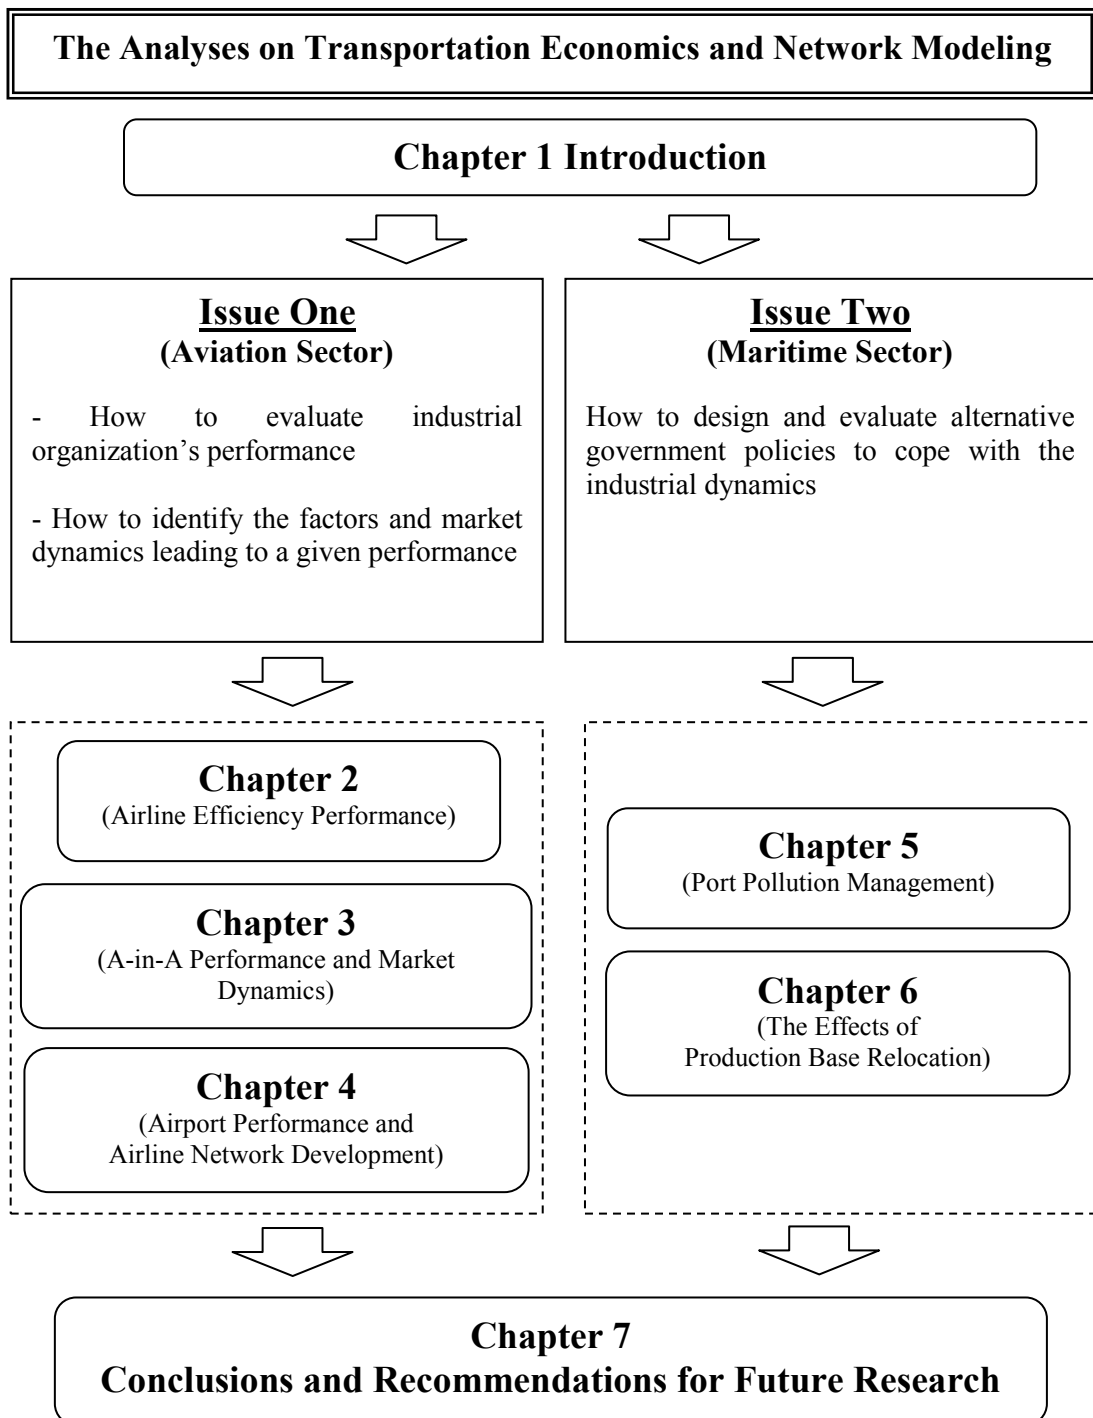 The Analyses on Transportation Economics and Network Modeling
Chapter 1 Introduction
Issue One
(Aviation Sector)
- How to evaluate industrial
organization’s performance
- How to identify the factors and market
dynamics leading to a given performance
Issue Two
(Maritime Sector)
How to design and evaluate alternative
government policies to cope with the
industrial dynamics
Chapter 2
(Airline Efficiency Performance)
Chapter 3
(A-in-A Performance and Market
Dynamics)
Chapter 4
(Airport Performance and
Airline Network Development)
Chapter 5
(Port Pollution Management)
Chapter 6
(The Effects of
Production Base Relocation)
Chapter 7
Conclusions and Recommendations for Future Research